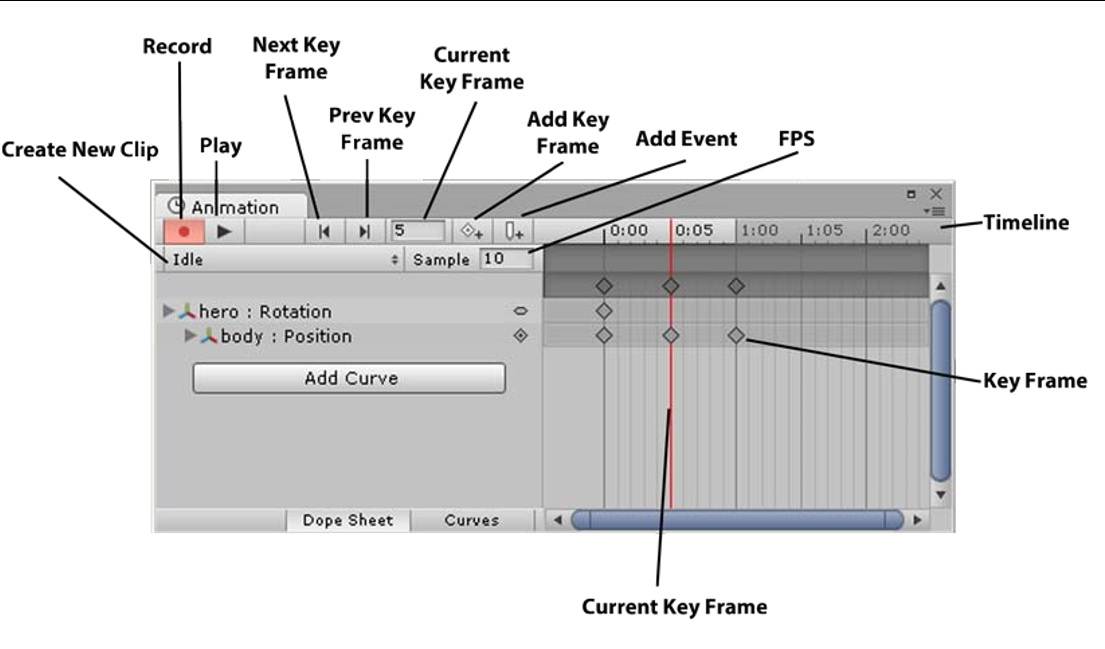 Record
Next Key
Frame
Current
Key Frame
Prev Key
Frame
Add Key
Frame
Add Event
FPS
Create New Clip
Play
Animation
5
0:00
0:05
1:00
1:05
2:00
Timeline
Idle
Sample
10
hero : Rotation
body : Position
Add Curve
Key Frame
Dope Sheet
Curves
Current Key Frame